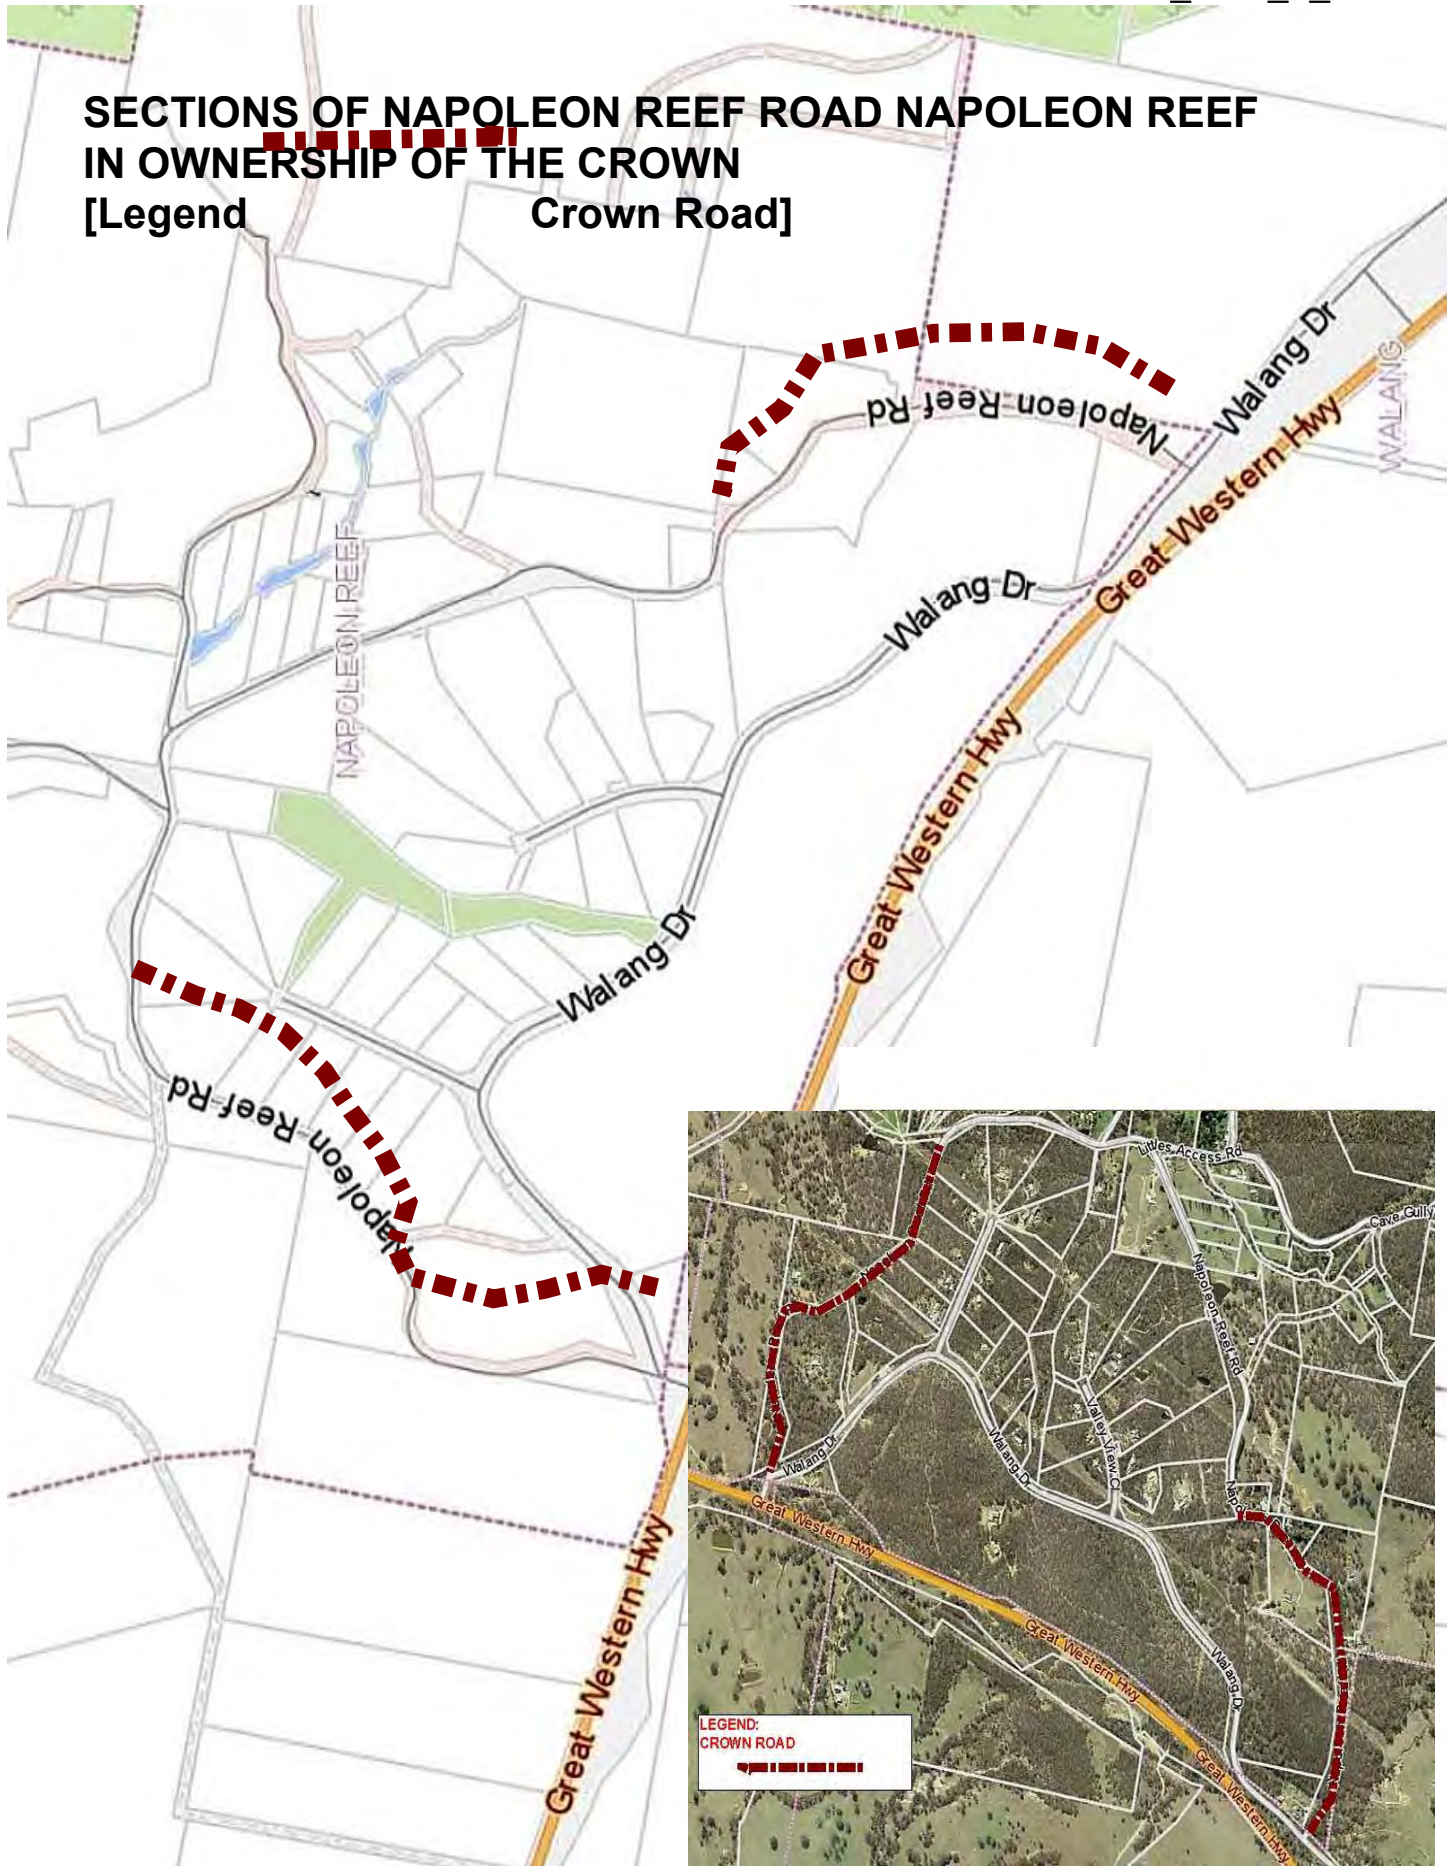 SECTIONS OF NAPOLEON REEF ROAD NAPOLEON REEF
IN OWNERSHIP OF THE CROWN
[Legend Crown Road]
Walang Dr
WALANG
Napoleon Reef Rd
Great Western Hwy
Walang Dr
NAPOLEON REEF
Great Western Hwy
Walang Dr
Napoleon Reef Rd
Great Western Hwy
Littles Access Rd
Cave Gully
Napoleon Reef Rd
Valley View Cl
Walang Dr
Walang Dr
Great Western Hwy
Great Western Hwy
Walang Dr
Great Western Hwy
LEGEND:
CROWN ROAD